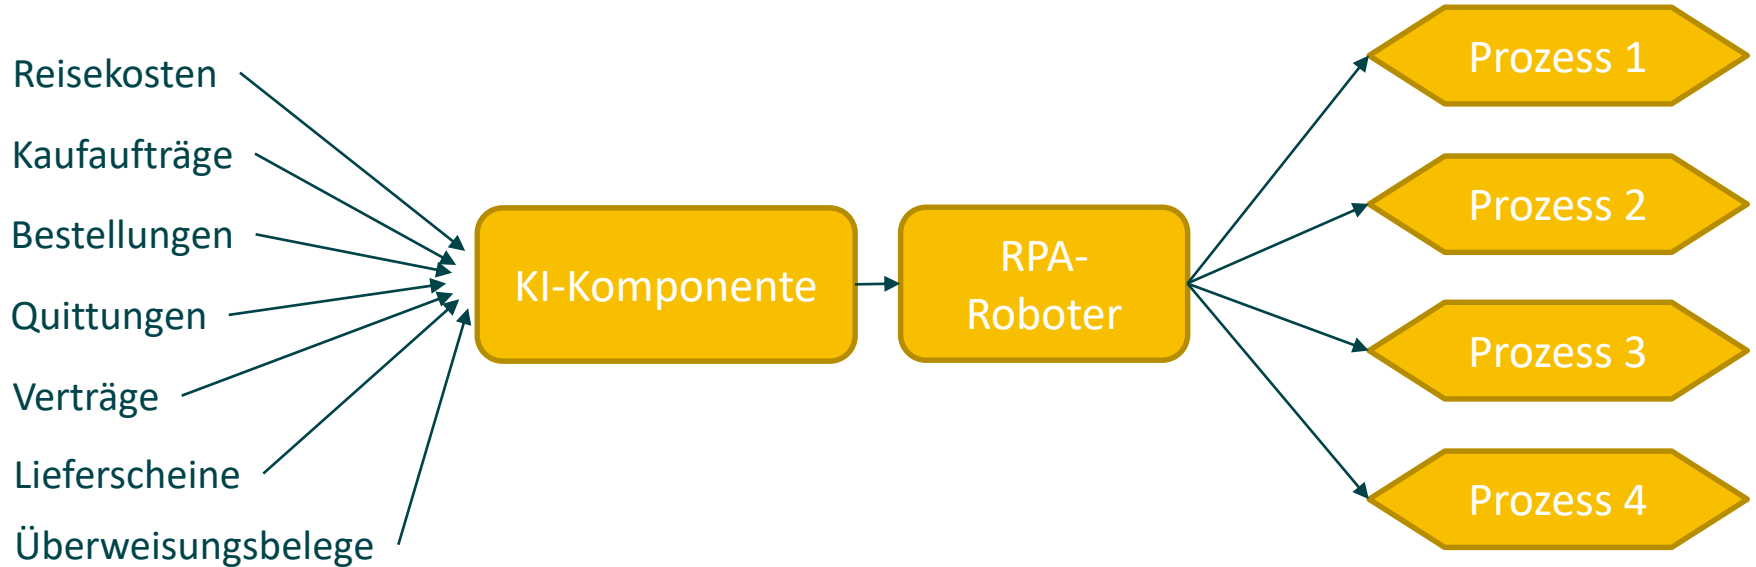 Reisekosten
Kaufaufträge
Bestellungen
Quittungen
Verträge
Lieferscheine
Überweisungsbelege
KI-Komponente
RPA-
Roboter
Prozess 1
Prozess 2
Prozess 3
Prozess 4